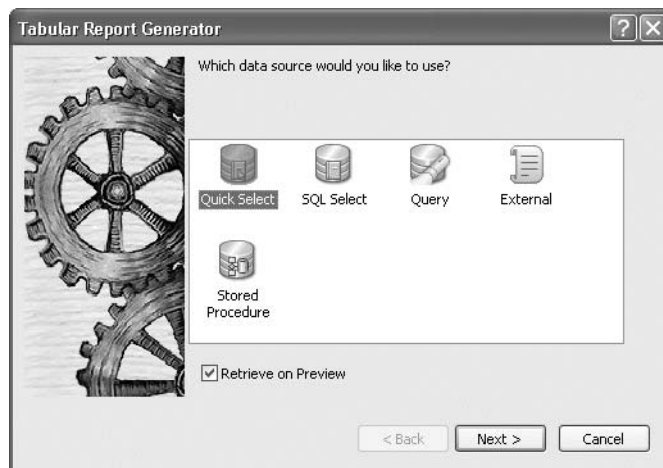 Tabular Report Generator
Which data source would you like to use?
Quick Select
SQL Select
Query
External
Stored
Procedure
Retrieve on Preview
< Back
Next >
Cancel